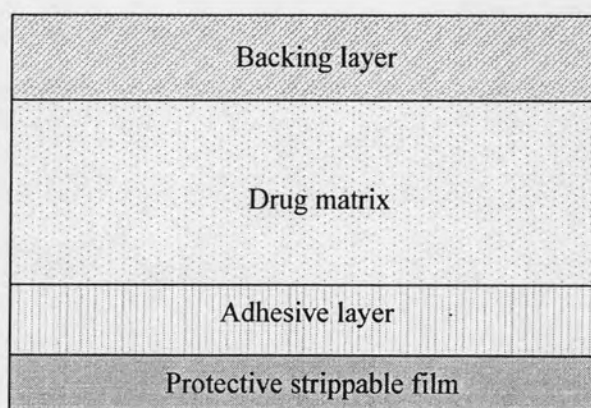 Backing layer
Drug matrix
Adhesive layer
Protective strippable film